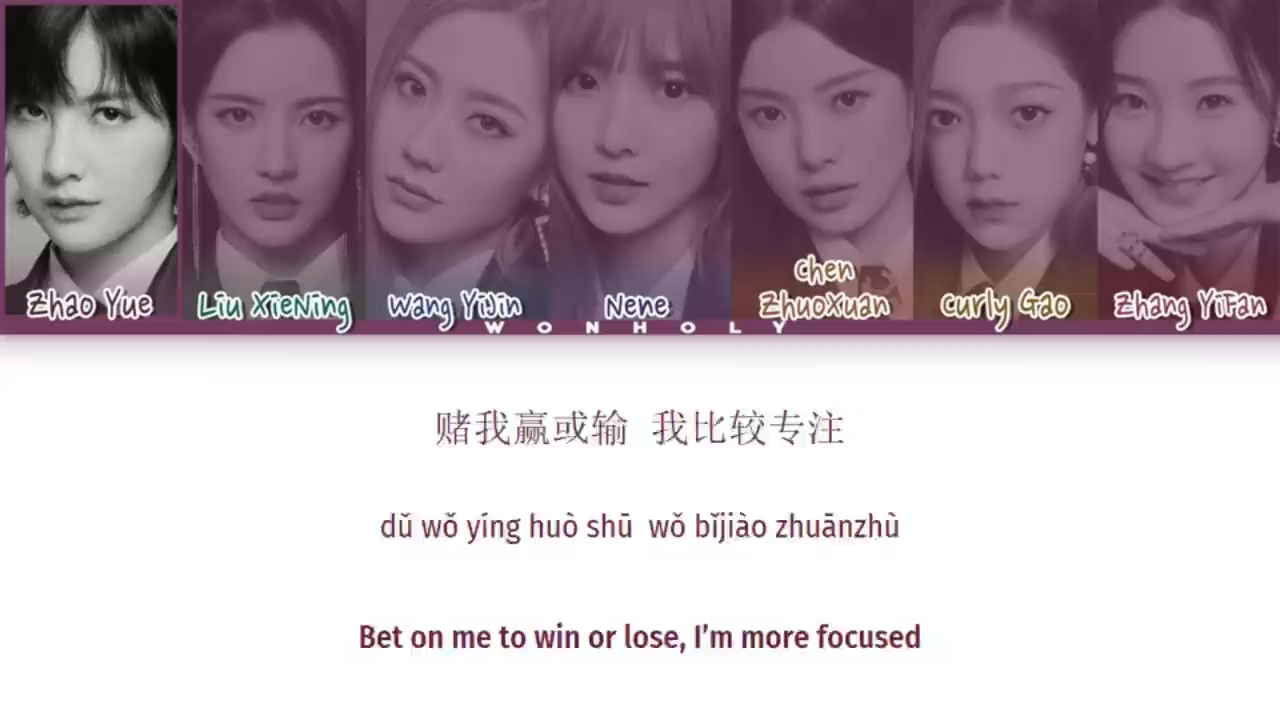 Zhao Yue
Liu XieNing
Wang YiJin
Nene
Chen
ZhuoXuan
Curly Gao
Zhang YiFan
WONHOLY
赌我赢或输 我比较专注
dǔ wǒ yíng huò shū wǒ bǐjiào zhuānzhù
Bet on me to win or lose, I'm more focused